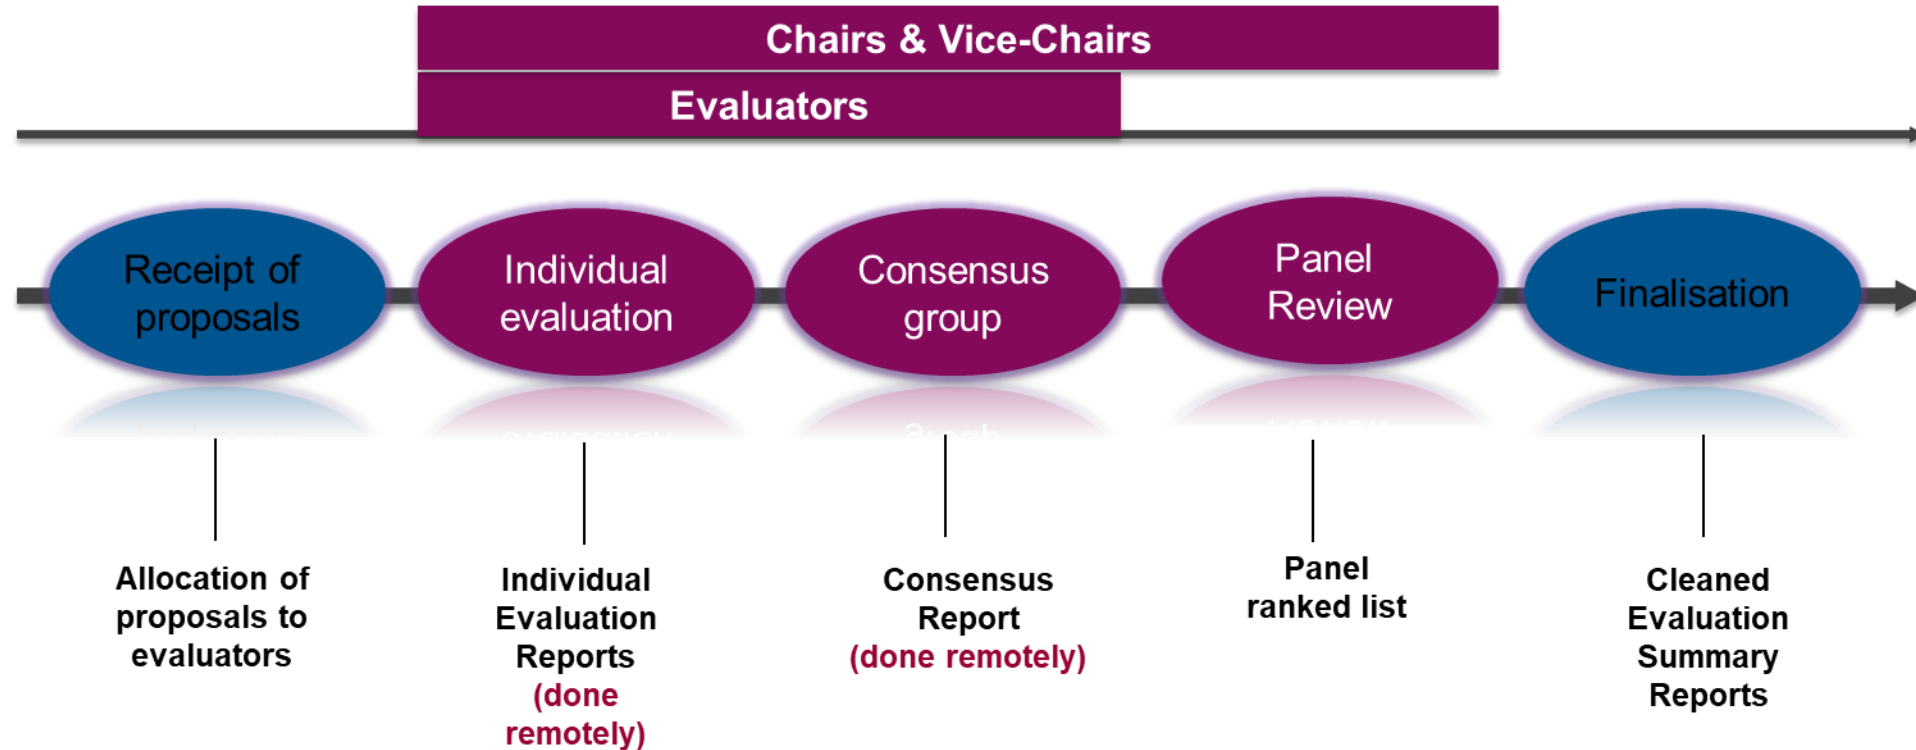 Chairs & Vice-Chairs
Evaluators
Receipt of
proposals
Individual
evaluation
Consensus
group
Panel
Review
Finalisation
Allocation of
proposals to
evaluators
Individual
Evaluation
Reports
(done
remotely)
Consensus
Report
(done remotely)
Panel
ranked list
Cleaned
Evaluation
Summary
Reports